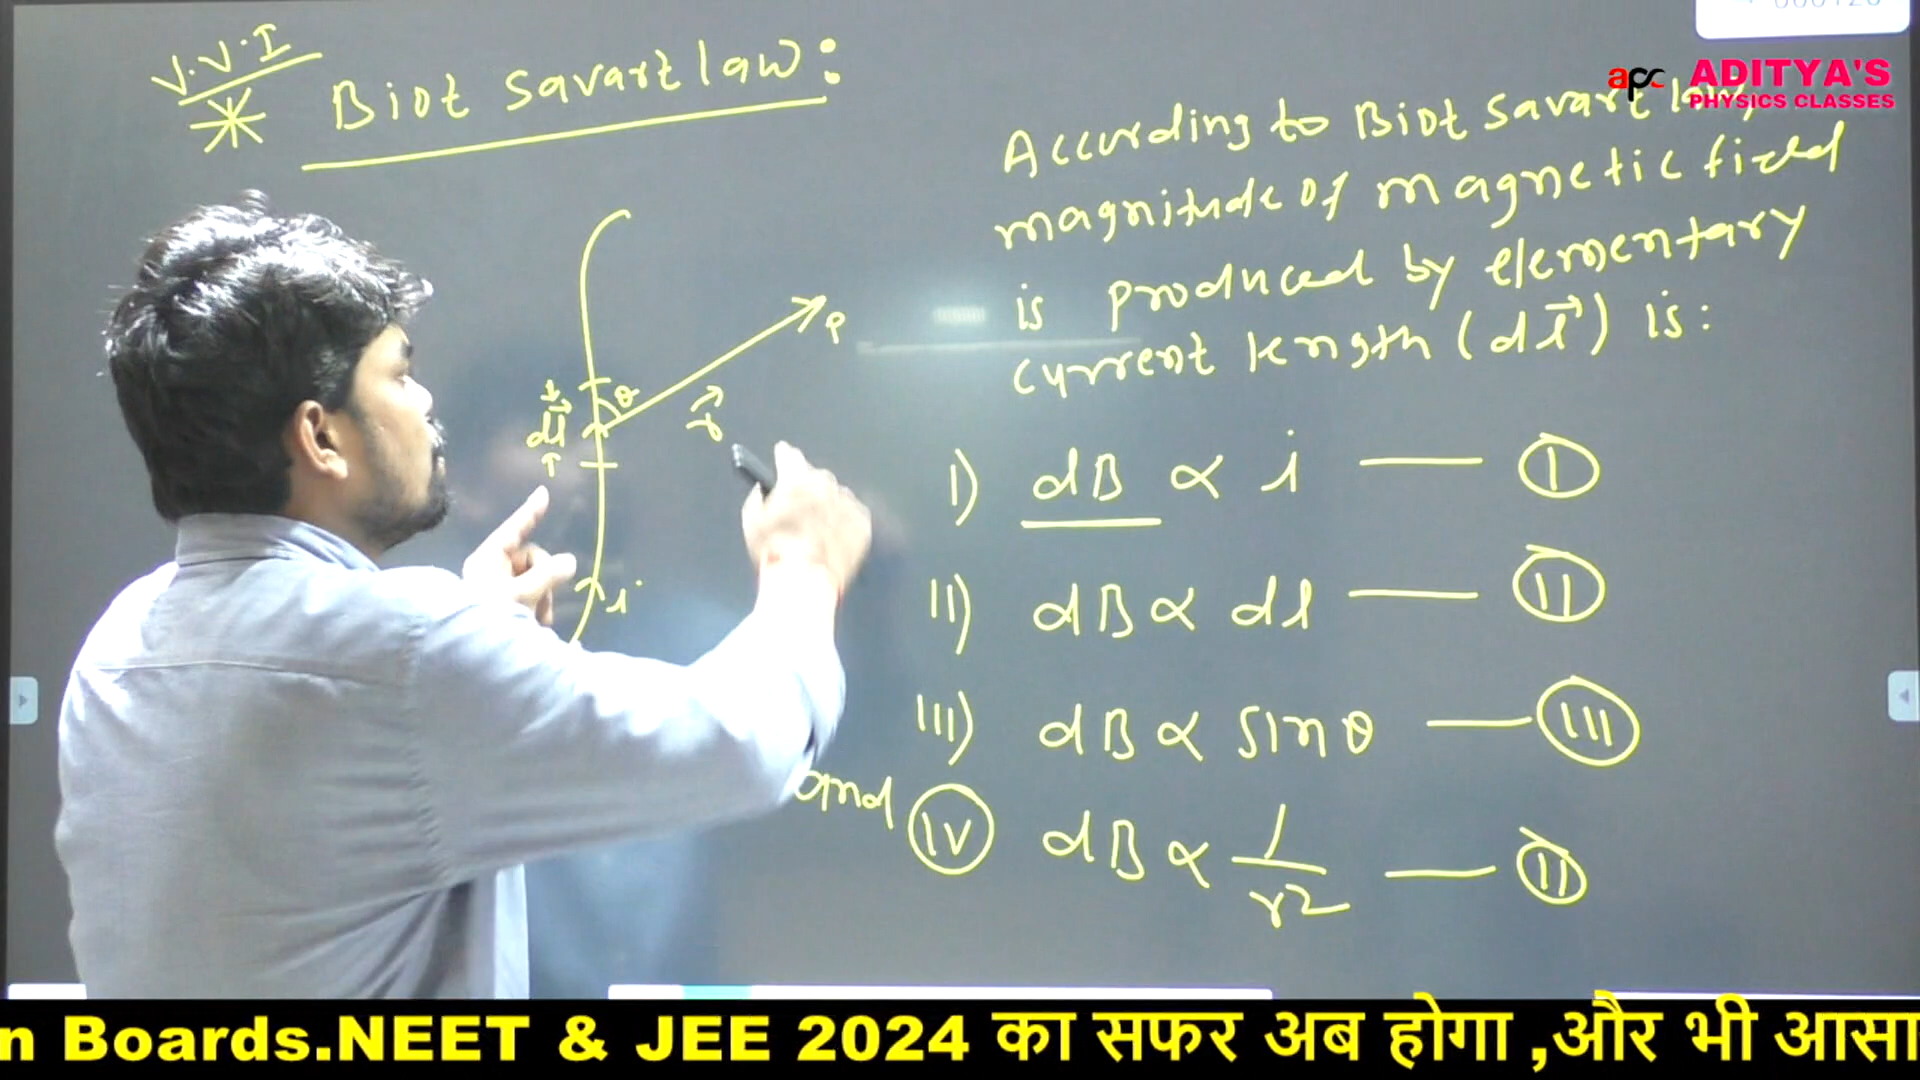 V.V.I
Biot Savart law:
apc ADITYA'S
PHYSICS CLASSES
According to Biot Savart law,
magnitude of magnetic field
is produced by elementary
current length (dl⃗) is:
P
θ
dl⃗
r⃗
i
I) dB ∝ i — I
II) dB ∝ dl — II
III) dB ∝ sinθ — III
and IV dB ∝ 1/r2 — II
n Boards.NEET & JEE 2024 का सफर अब होगा ,और भी आसा